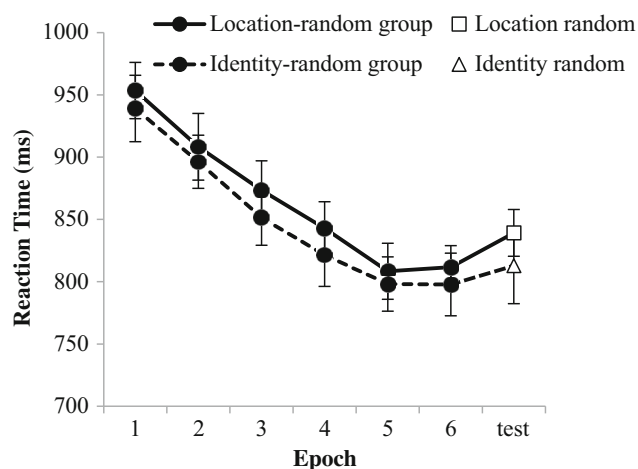 Location-random group
Location random
Identity-random group
Identity random
1000
950
900
850
800
750
700
Reaction Time (ms)
1 2 3 4 5 6 test
Epoch